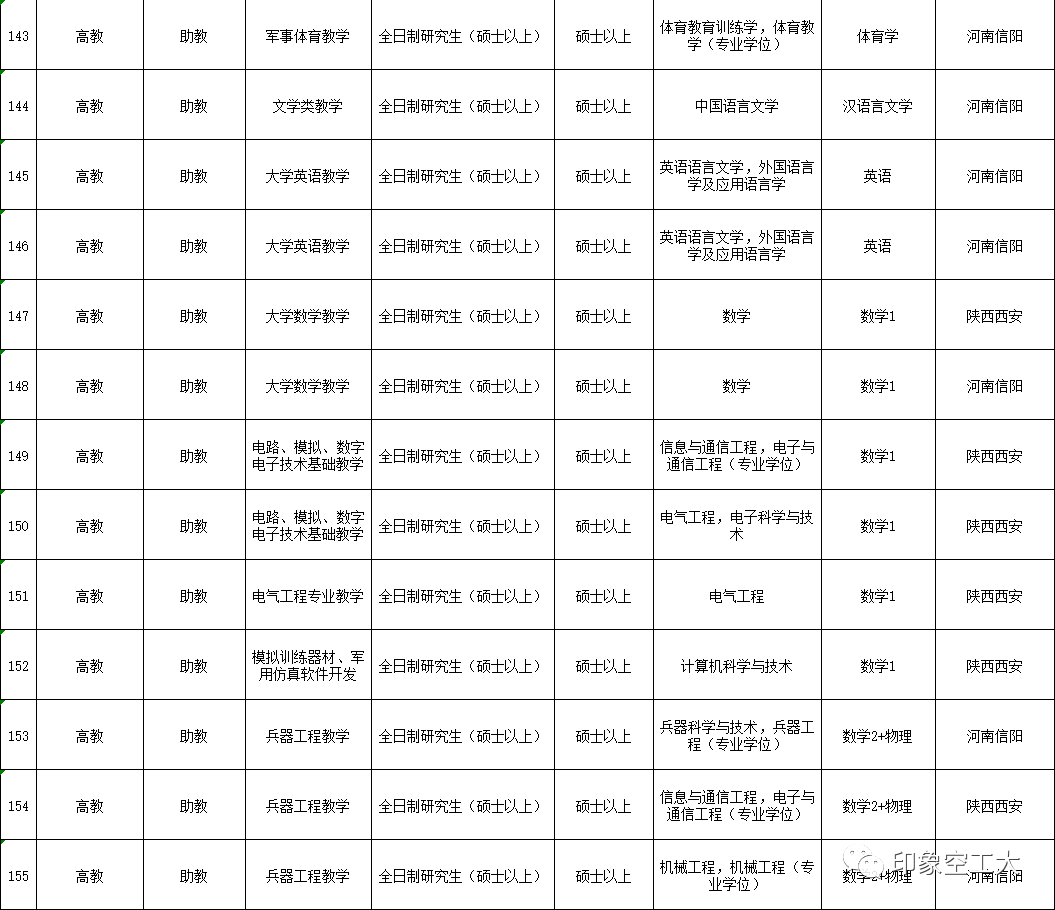 143 高教 助教 军事体育教学 全日制研究生（硕士以上） 硕士以上 体育教育训练学，体育教学（专业学位） 体育学 河南信阳
144 高教 助教 文学类教学 全日制研究生（硕士以上） 硕士以上 中国语言文学 汉语言文学 河南信阳
145 高教 助教 大学英语教学 全日制研究生（硕士以上） 硕士以上 英语语言文学，外国语言学及应用语言学 英语 河南信阳
146 高教 助教 大学英语教学 全日制研究生（硕士以上） 硕士以上 英语语言文学，外国语言学及应用语言学 英语 河南信阳
147 高教 助教 大学数学教学 全日制研究生（硕士以上） 硕士以上 数学 数学1 陕西西安
148 高教 助教 大学数学教学 全日制研究生（硕士以上） 硕士以上 数学 数学1 河南信阳
149 高教 助教 电路、模拟、数字电子技术基础教学 全日制研究生（硕士以上） 硕士以上 信息与通信工程，电子与通信工程（专业学位） 数学1 陕西西安
150 高教 助教 电路、模拟、数字电子技术基础教学 全日制研究生（硕士以上） 硕士以上 电气工程，电子科学与技术 数学1 陕西西安
151 高教 助教 电气工程专业教学 全日制研究生（硕士以上） 硕士以上 电气工程 数学1 陕西西安
152 高教 助教 模拟训练器材、军用仿真软件开发 全日制研究生（硕士以上） 硕士以上 计算机科学与技术 数学1 陕西西安
153 高教 助教 兵器工程教学 全日制研究生（硕士以上） 硕士以上 兵器科学与技术，兵器工程（专业学位） 数学2+物理 河南信阳
154 高教 助教 兵器工程教学 全日制研究生（硕士以上） 硕士以上 信息与通信工程，电子与通信工程（专业学位） 数学2+物理 陕西西安
155 高教 助教 兵器工程教学 全日制研究生（硕士以上） 硕士以上 机械工程，机械工程（专业学位） 数学2+物理 河南信阳
印象空工大